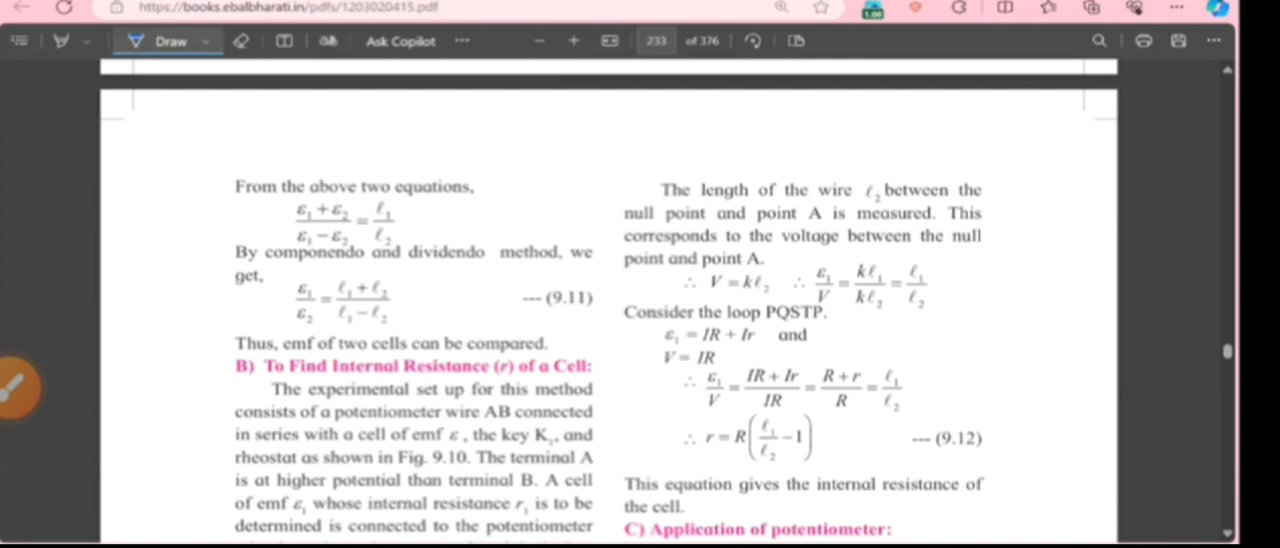 https://books.ebalbharati.in/pdfs/1203020415.pdf
1.00
Draw
aあ
Ask Copilot
233
of 376
From the above two equations,
(ε₁ + ε₂)/(ε₁ − ε₂) = ℓ₁/ℓ₂
By componendo and dividendo method, we
get,
ε₁/ε₂ = (ℓ₁ + ℓ₂)/(ℓ₁ − ℓ₂) --- (9.11)
Thus, emf of two cells can be compared.
B) To Find Internal Resistance (r) of a Cell:
The experimental set up for this method
consists of a potentiometer wire AB connected
in series with a cell of emf ε , the key K₁, and
rheostat as shown in Fig. 9.10. The terminal A
is at higher potential than terminal B. A cell
of emf ε₁ whose internal resistance r₁ is to be
determined is connected to the potentiometer
The length of the wire ℓ₂ between the
null point and point A is measured. This
corresponds to the voltage between the null
point and point A.
∴ V = kℓ₂ ∴ ε₁/V = kℓ₁/kℓ₂ = ℓ₁/ℓ₂
Consider the loop PQSTP.
ε₁ = IR + Ir and
V = IR
∴ ε₁/V = (IR + Ir)/IR = (R + r)/R = ℓ₁/ℓ₂
∴ r = R(ℓ₁/ℓ₂ − 1) --- (9.12)
This equation gives the internal resistance of
the cell.
C) Application of potentiometer: